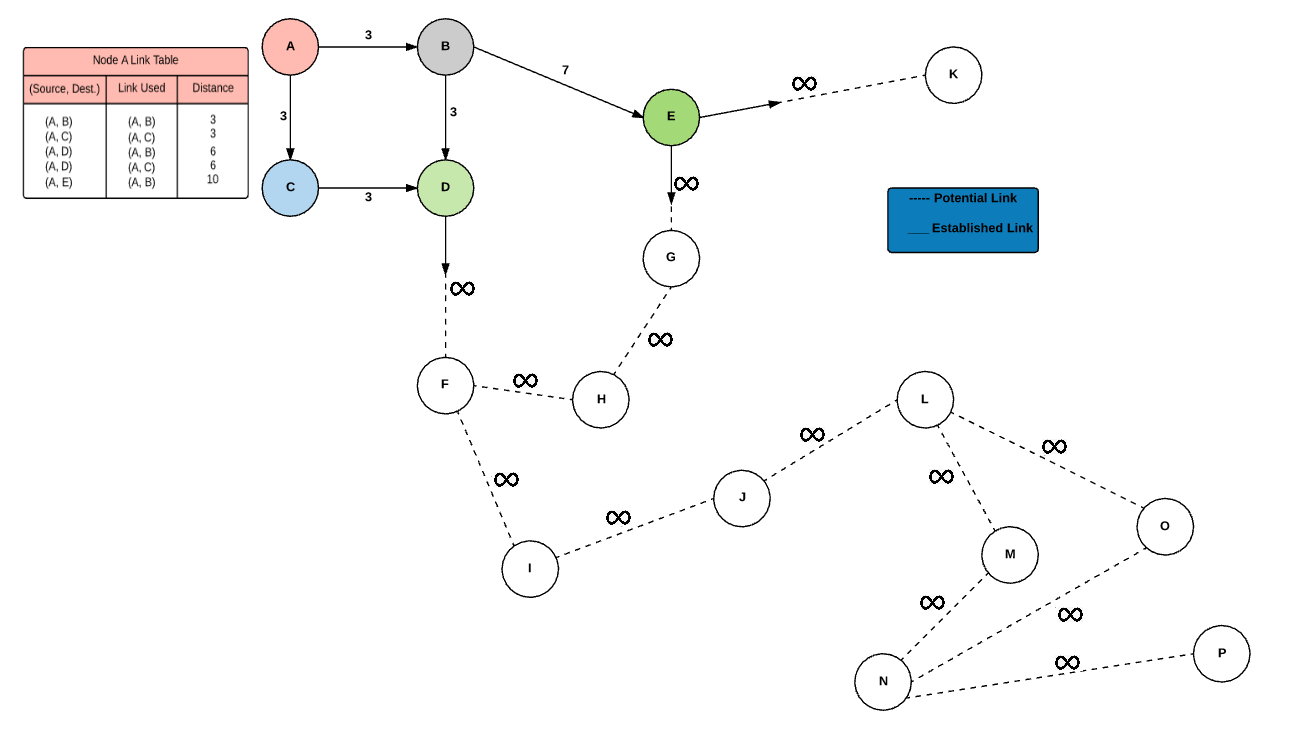 Node A Link Table
(Source, Dest.) Link Used Distance
(A, B) (A, B) 3
(A, C) (A, C) 3
(A, D) (A, B) 6
(A, D) (A, C) 6
(A, E) (A, B) 10
A 3 B
7
K
∞
E
3
3
C 3 D
∞
----- Potential Link
___ Established Link
G
∞
∞
F ∞ H
L
∞
∞
∞
∞
J
∞
O
I
M
∞
∞
P
∞
N